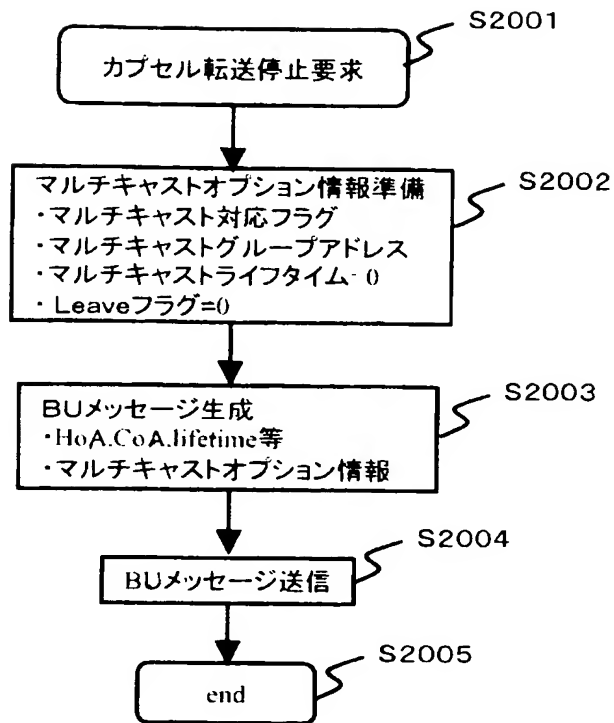 S2001
カプセル転送停止要求
S2002
マルチキャストオプション情報準備
・マルチキャスト対応フラグ
・マルチキャストグループアドレス
・マルチキャストライフタイム= 0
・Leaveフラグ=0
S2003
BUメッセージ生成
・HoA.CoA.lifetime等
・マルチキャストオプション情報
S2004
BUメッセージ送信
S2005
end